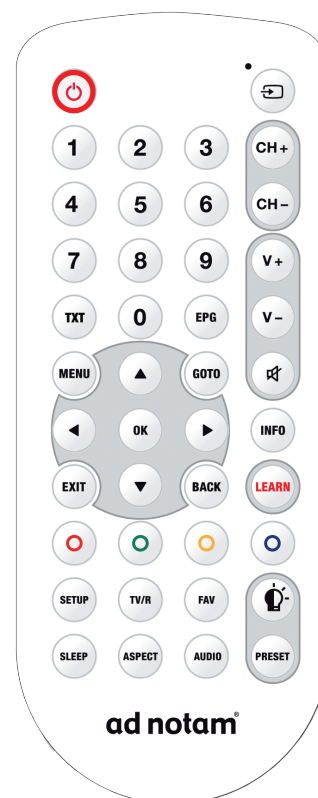 1 2 3 CH+
4 5 6 CH–
7 8 9 V+
TXT 0 EPG V–
MENU GOTO
OK INFO
EXIT BACK LEARN
SETUP TV/R FAV
SLEEP ASPECT AUDIO PRESET
ad notam®